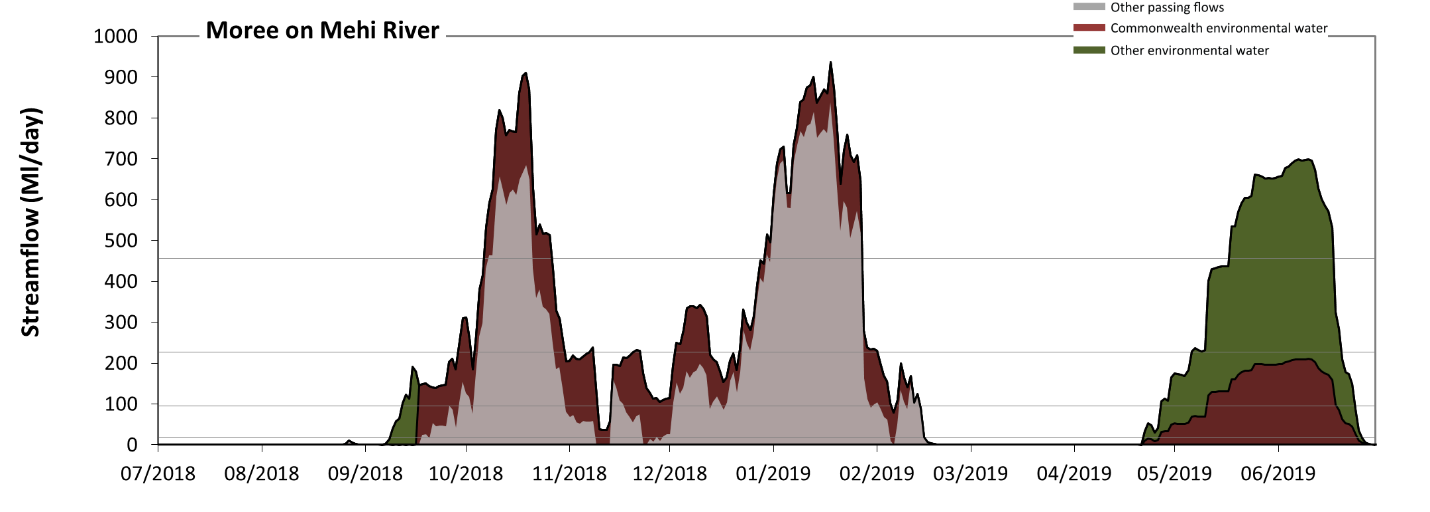 Other passing flows
Moree on Mehi River
Commonwealth environmental water
Other environmental water
Streamflow (Ml/day)
1000
900
800
700
600
500
400
300
200
100
0
07/2018 08/2018 09/2018 10/2018 11/2018 12/2018 01/2019 02/2019 03/2019 04/2019 05/2019 06/2019